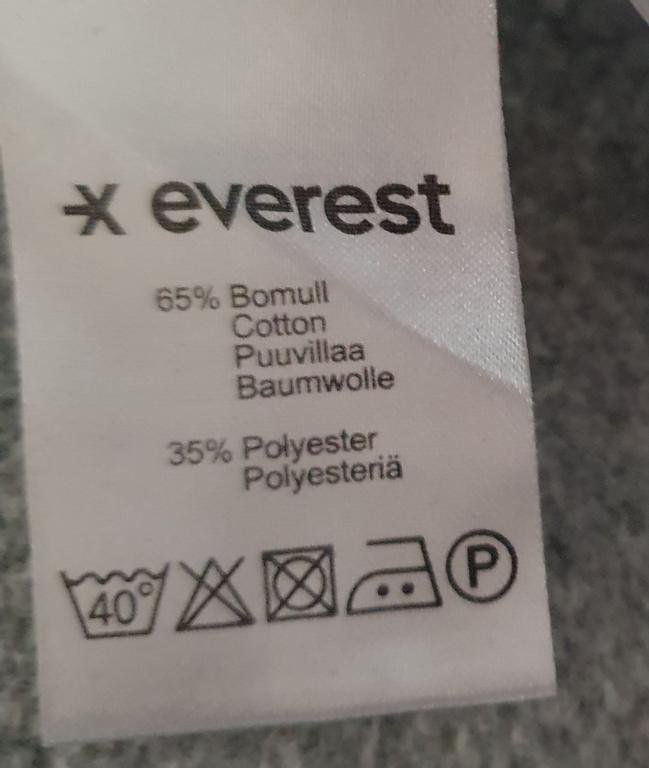 everest
65% Bomull
Cotton
Puuvillaa
Baumwolle
35% Polyester
Polyesteriä
40°
P